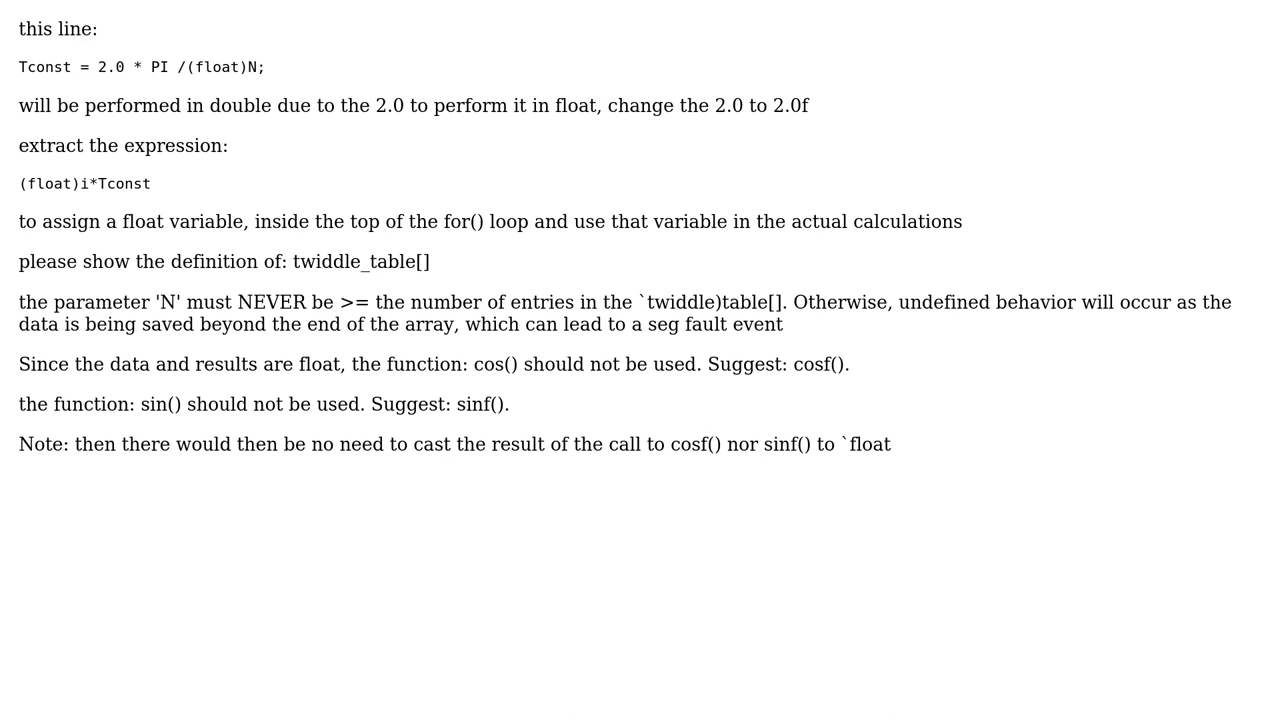 this line:
Tconst = 2.0 * PI /(float)N;
will be performed in double due to the 2.0 to perform it in float, change the 2.0 to 2.0f
extract the expression:
(float)i*Tconst
to assign a float variable, inside the top of the for() loop and use that variable in the actual calculations
please show the definition of: twiddle_table[]
the parameter 'N' must NEVER be >= the number of entries in the `twiddle)table[]. Otherwise, undefined behavior will occur as the
data is being saved beyond the end of the array, which can lead to a seg fault event
Since the data and results are float, the function: cos() should not be used. Suggest: cosf().
the function: sin() should not be used. Suggest: sinf().
Note: then there would then be no need to cast the result of the call to cosf() nor sinf() to `float